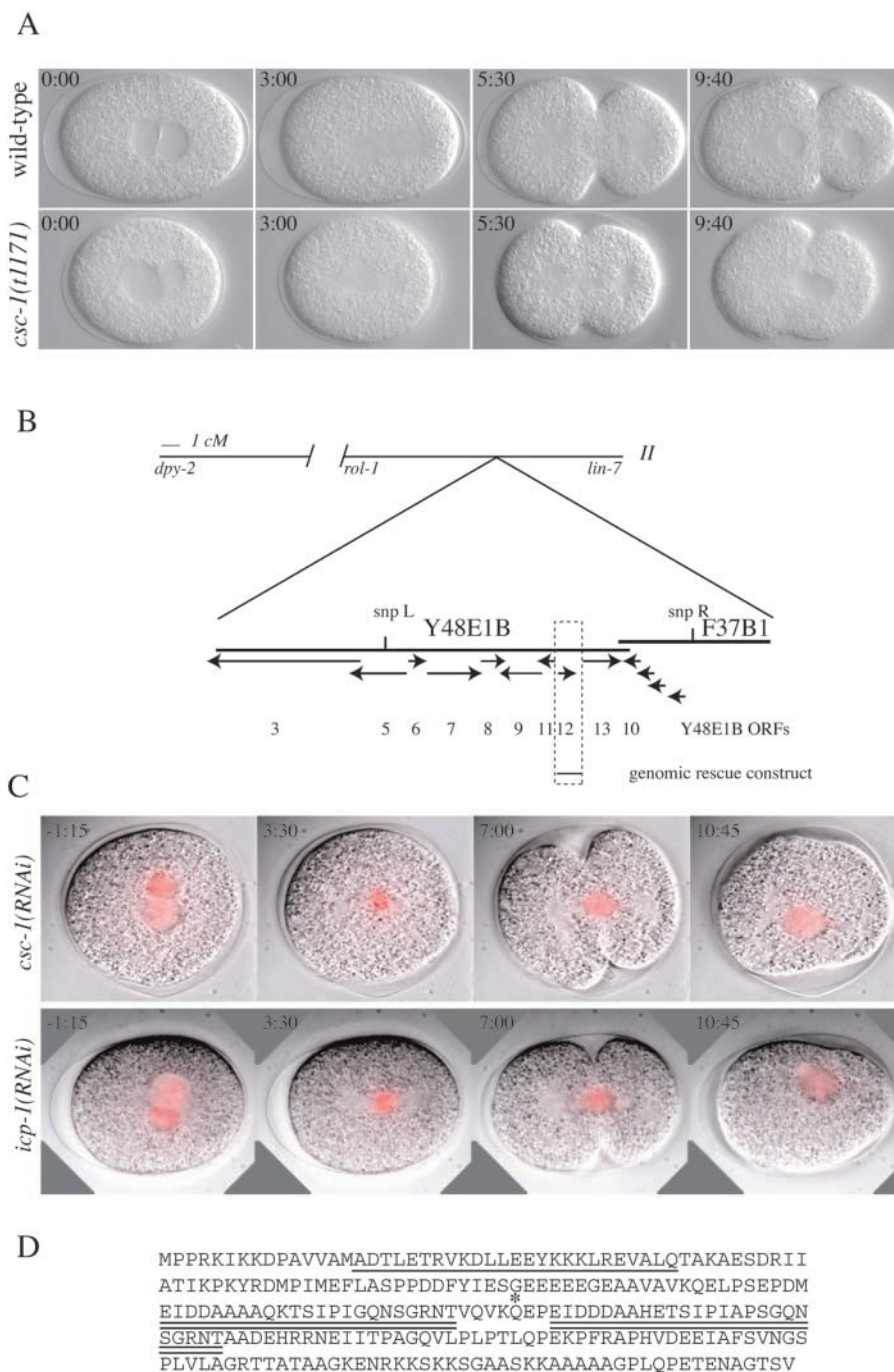 A
wild-type
0:00
3:00
5:30
9:40
csc-1(t1171)
0:00
3:00
5:30
9:40
B
1 cM
dpy-2
rol-1
lin-7
II
snp L
Y48E1B
snp R
F37B1
3 5 6 7 8 9 11 12 13 10 Y48E1B ORFs
genomic rescue construct
C
csc-1(RNAi)
-1:15
3:30
7:00
10:45
icp-1(RNAi)
-1:15
3:30
7:00
10:45
D
MPPRKIKKDPAVVAMADTLETRVKDLLEEYKKKLREVALQTAKAESDRII
ATIKPKYRDMPIMEFLASPPDDFYIESGEEEEEGEAAVAVKQELPSEPDM
*
EIDDAAAAQKTSIPIGQNSGRNTVQVKQEPEIDDDAAHETSIPIAPSGQN
SGRNTAADEHRRNEIITPAGQVLPLPTLQPEKPFRAPHVDEEIAFSVNGS
PLVLAGRTTATAAGKENRKKSKKSGAASKKAAAAAGPLQPETENAGTSV